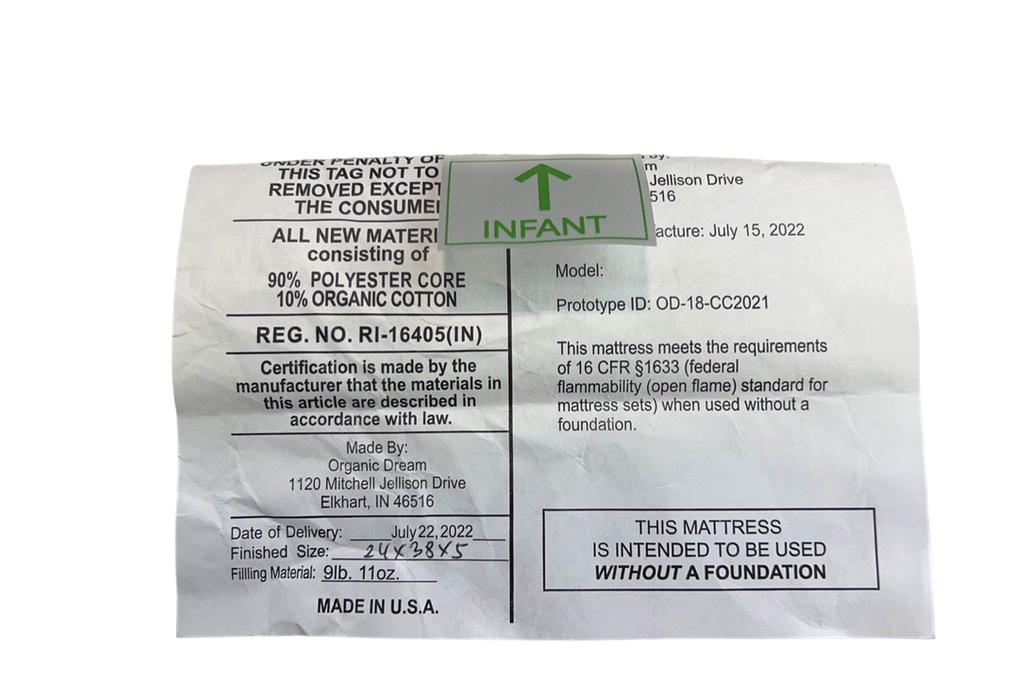 UNDER PENALTY OF
THIS TAG NOT TO
REMOVED EXCEPT
THE CONSUME
ALL NEW MATERI
consisting of
90% POLYESTER CORE
10% ORGANIC COTTON
REG. NO. RI-16405(IN)
Certification is made by the
manufacturer that the materials in
this article are described in
accordance with law.
Made By:
Organic Dream
1120 Mitchell Jellison Drive
Elkhart, IN 46516
Date of Delivery: July 22, 2022
Finished Size: 24x38x5
Fillling Material: 9lb. 11oz.
MADE IN U.S.A.
INFANT
by:
m
Jellison Drive
516
acture: July 15, 2022
Model:
Prototype ID: OD-18-CC2021
This mattress meets the requirements
of 16 CFR §1633 (federal
flammability (open flame) standard for
mattress sets) when used without a
foundation.
THIS MATTRESS
IS INTENDED TO BE USED
WITHOUT A FOUNDATION